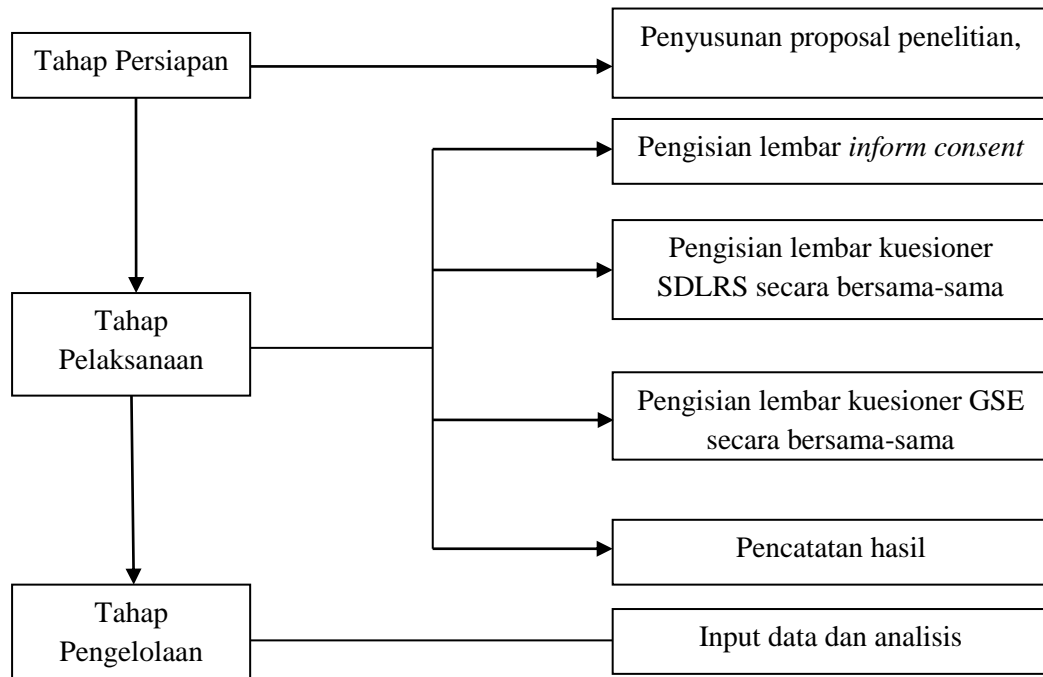 Tahap Persiapan
Penyusunan proposal penelitian,
Pengisian lembar inform consent
Pengisian lembar kuesioner
SDLRS secara bersama-sama
Tahap
Pelaksanaan
Pengisian lembar kuesioner GSE
secara bersama-sama
Pencatatan hasil
Tahap
Pengelolaan
Input data dan analisis